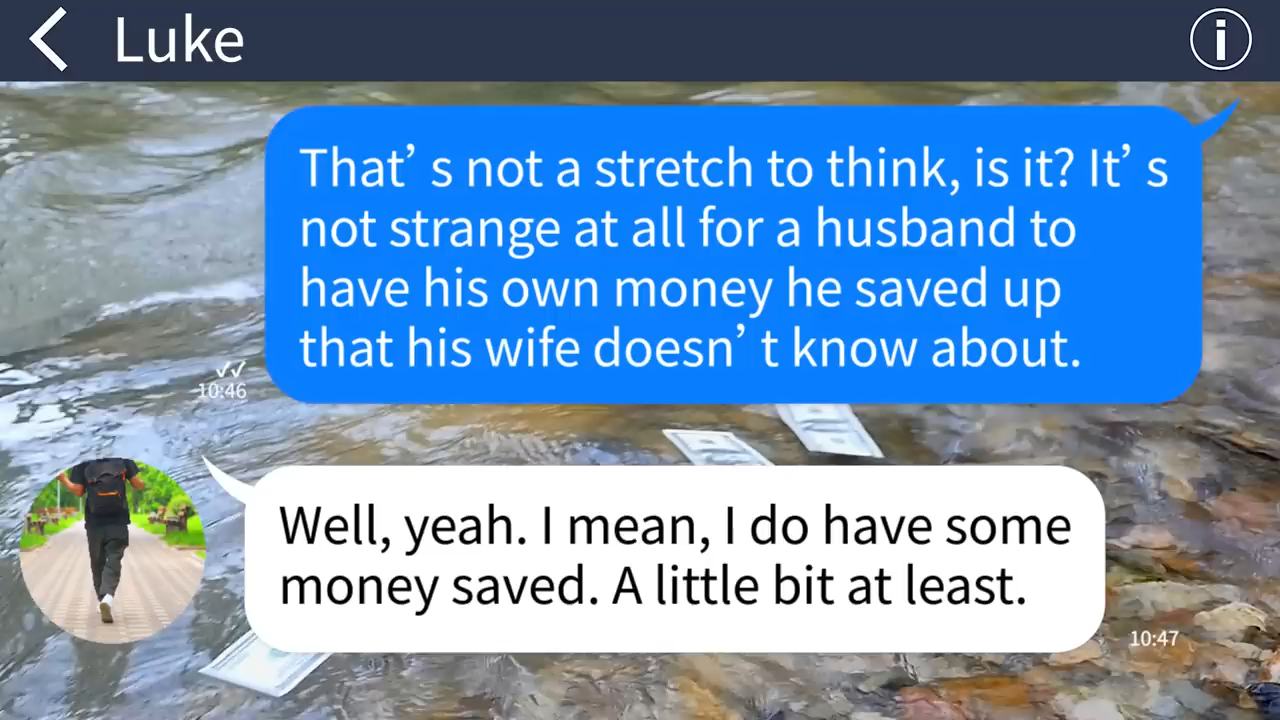 Luke
That’s not a stretch to think, is it? It’s
not strange at all for a husband to
have his own money he saved up
that his wife doesn’t know about.
10:46
Well, yeah. I mean, I do have some
money saved. A little bit at least.
10:47